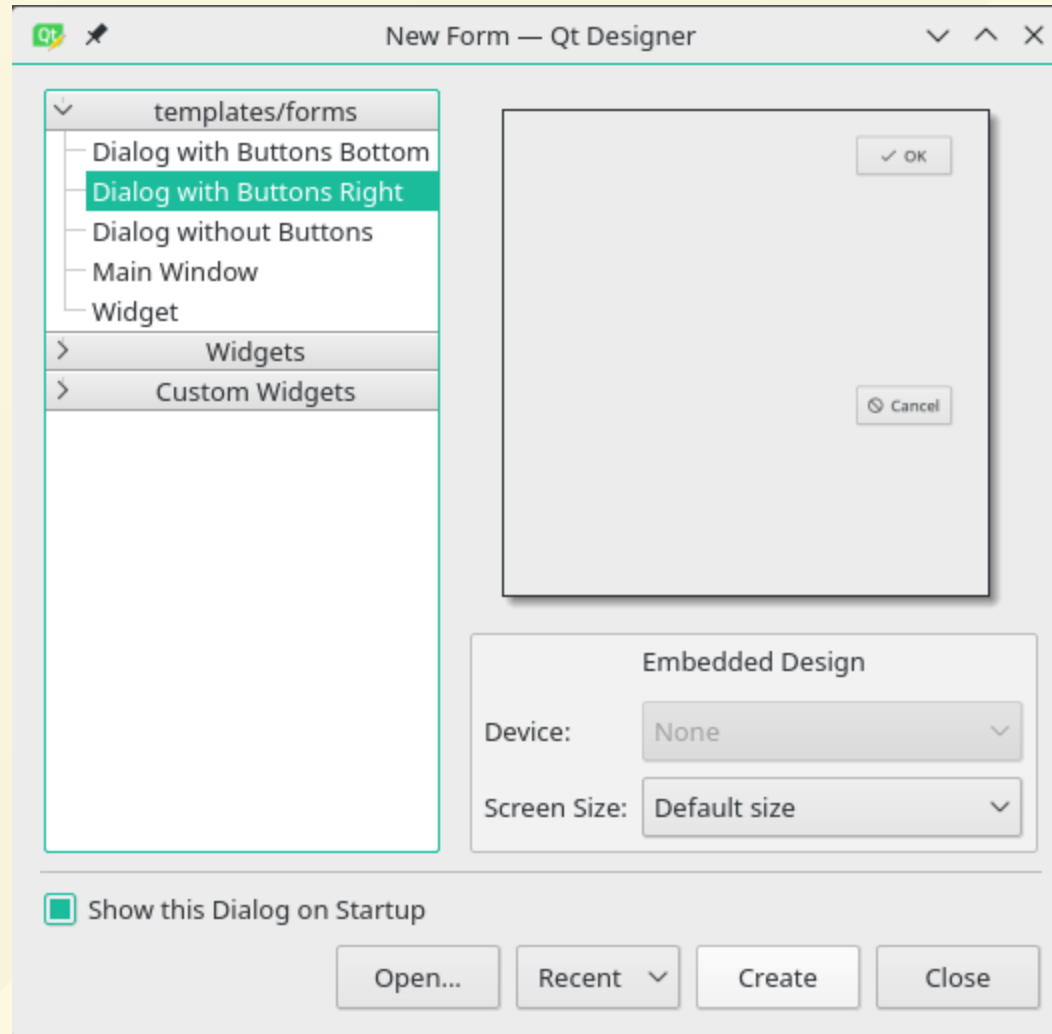 New Form — Qt Designer
templates/forms
Dialog with Buttons Bottom
Dialog with Buttons Right
Dialog without Buttons
Main Window
Widget
Widgets
Custom Widgets
OK
Cancel
Embedded Design
Device: None
Screen Size: Default size
Show this Dialog on Startup
Open... Recent Create Close